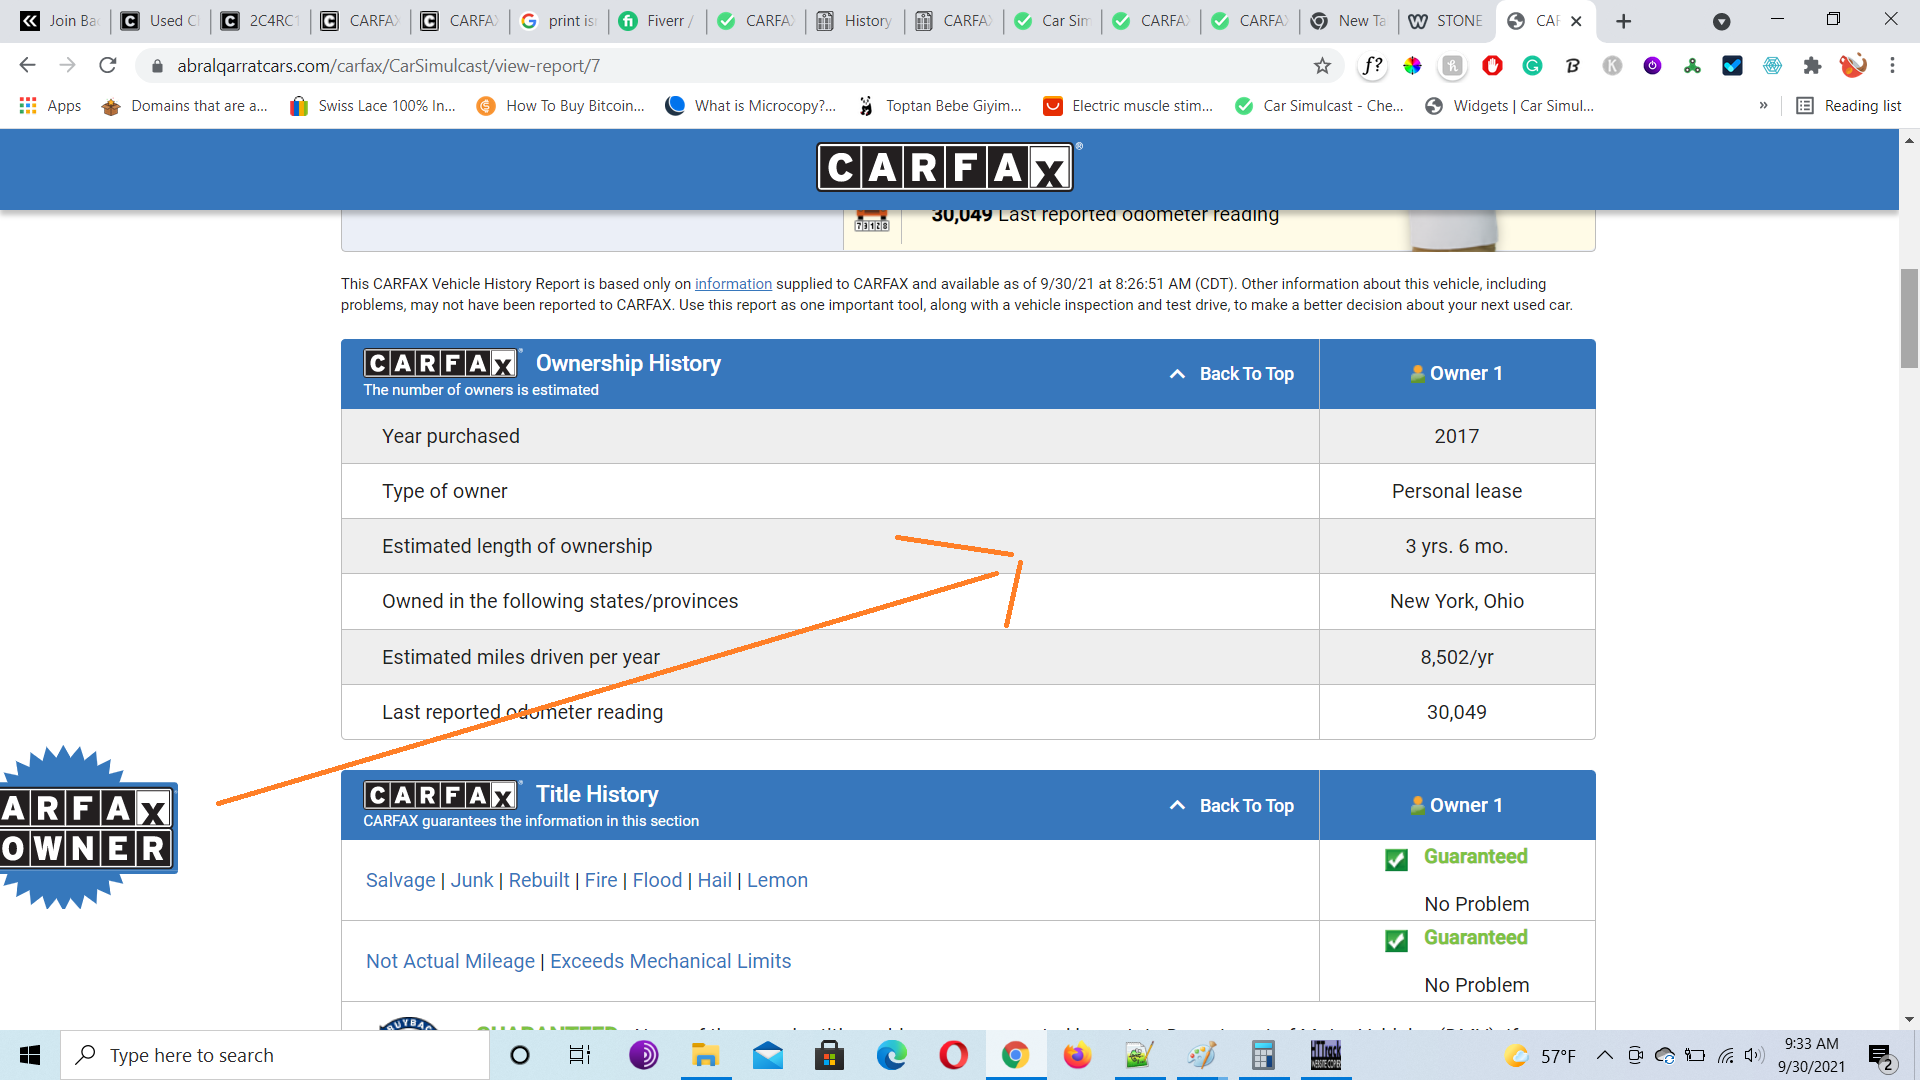 Join Ba
Used C
2C4RC1
CARFAX
CARFA
print is
Fiverr /
CARFA
History
CARFAX
Car Sim
CARFAX
CARFAX
New Ta
STONE
CAF
abralqarratcars.com/carfax/CarSimulcast/view-report/7
Apps
Domains that are a...
Swiss Lace 100% In...
How To Buy Bitcoin...
What is Microcopy?...
Toptan Bebe Giyim...
Electric muscle stim...
Car Simulcast - Che...
Widgets | Car Simul...
»
Reading list
CARFAX®
30,049 Last reported odometer reading
This CARFAX Vehicle History Report is based only on information supplied to CARFAX and available as of 9/30/21 at 8:26:51 AM (CDT). Other information about this vehicle, including
problems, may not have been reported to CARFAX. Use this report as one important tool, along with a vehicle inspection and test drive, to make a better decision about your next used car.
CARFAX Ownership History
The number of owners is estimated
Back To Top
Owner 1
Year purchased 2017
Type of owner Personal lease
Estimated length of ownership 3 yrs. 6 mo.
Owned in the following states/provinces New York, Ohio
Estimated miles driven per year 8,502/yr
Last reported odometer reading 30,049
ARFAX
OWNER
CARFAX Title History
CARFAX guarantees the information in this section
Back To Top
Owner 1
Salvage | Junk | Rebuilt | Fire | Flood | Hail | Lemon
Guaranteed
No Problem
Not Actual Mileage | Exceeds Mechanical Limits
Guaranteed
No Problem
BUYBAC
GUARANTEED
Type here to search
57°F
9:33 AM
9/30/2021
2